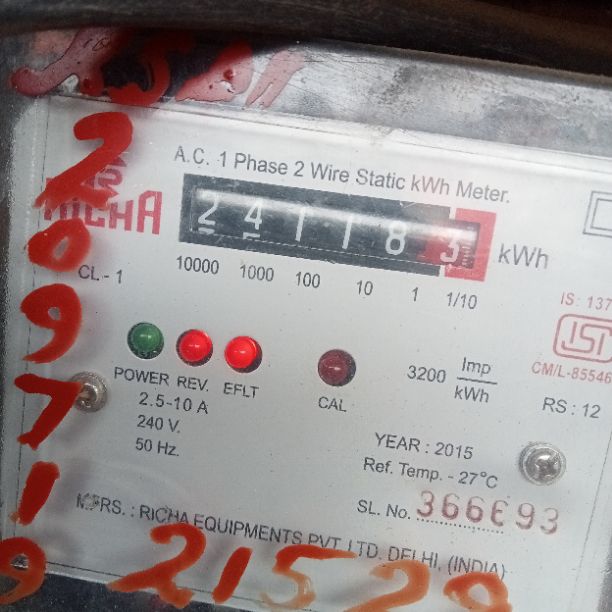 A.C. 1 Phase 2 Wire Static kWh Meter.
RICHA
2 4 1 1 8 3 kWh
CL - 1 10000 1000 100 10 1 1/10
IS : 137
ISI
CM/L-85546
POWER REV. EFLT CAL
3200 Imp/kWh
RS : 12
2.5-10 A
240 V.
50 Hz.
YEAR : 2015
Ref. Temp. - 27°C
SL. No. 366693
MFRS. : RICHA EQUIPMENTS PVT. LTD. DELHI, (INDIA)
2
0
9
7
1
9 21529